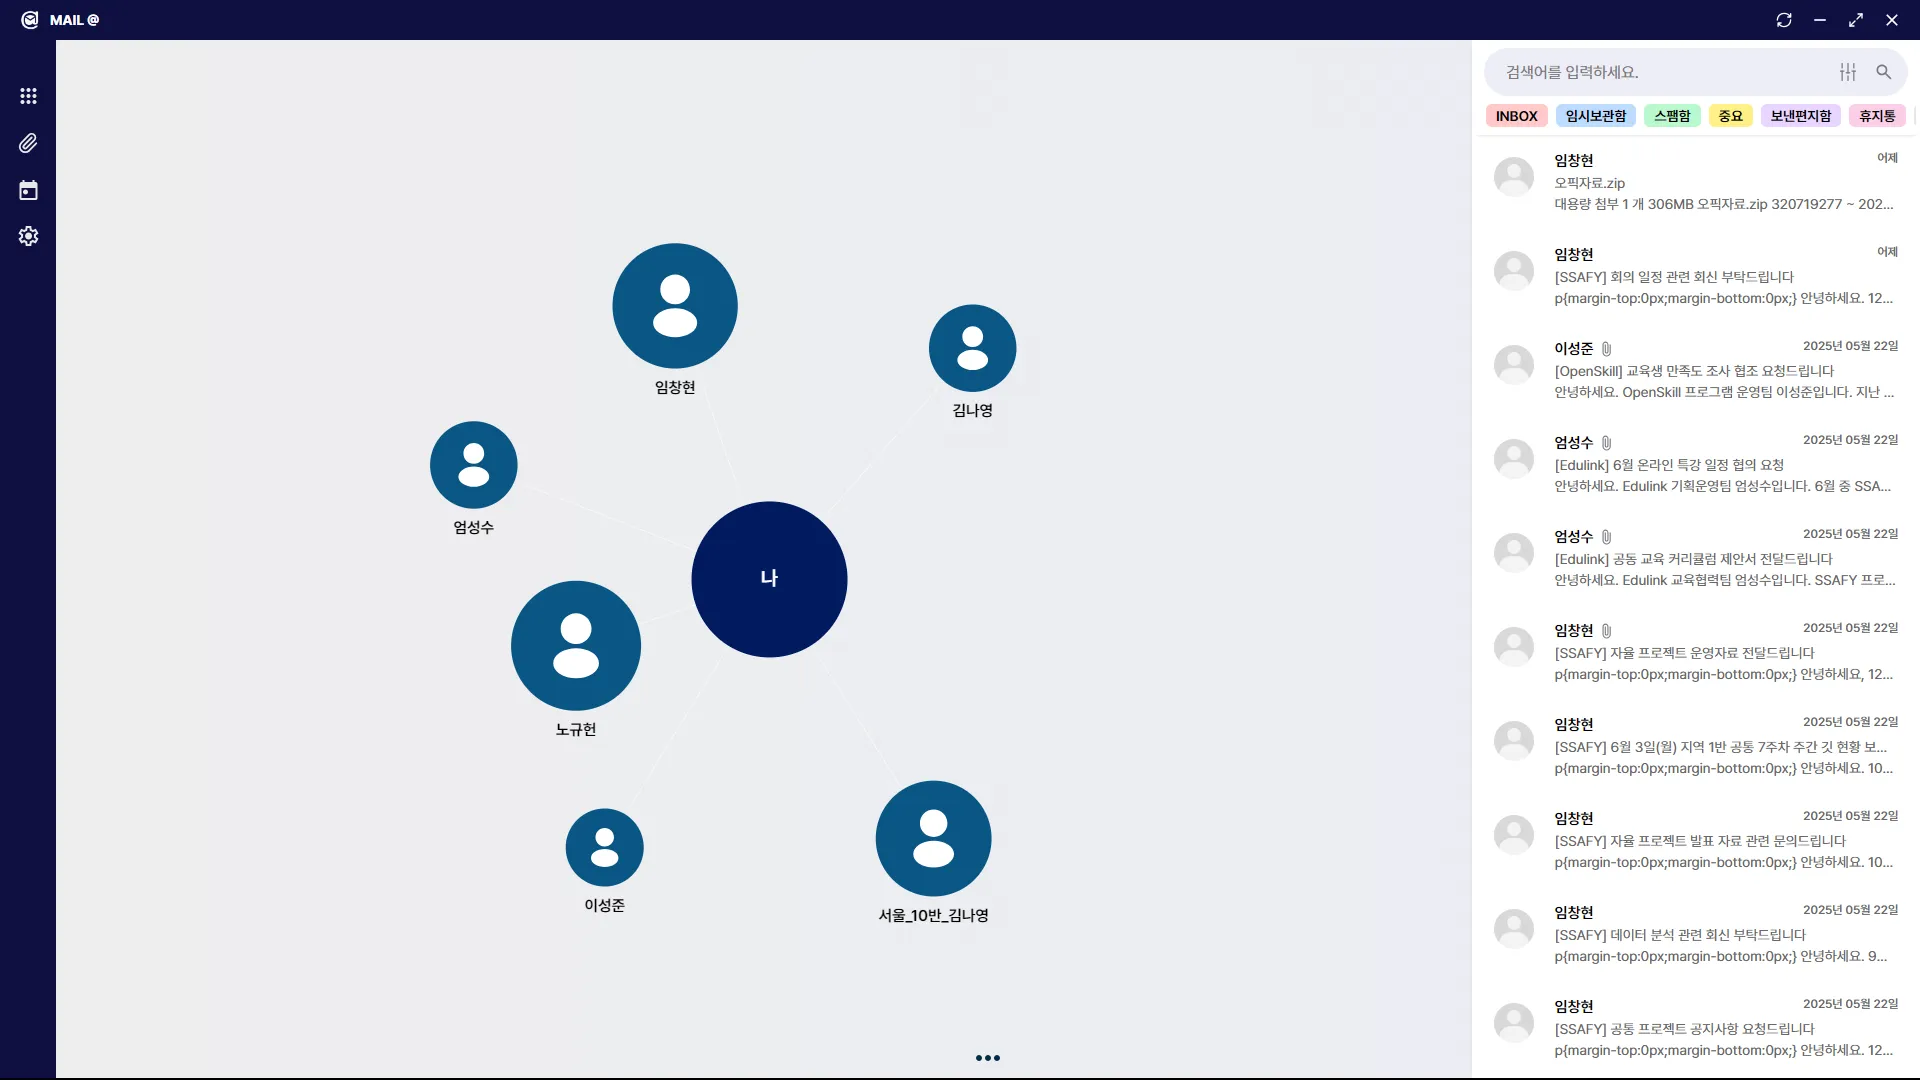 MAIL @
임창현
김나영
엄성수
나
노규헌
이성준
서울_10반_김나영
검색어를 입력하세요.
INBOX 임시보관함 스팸함 중요 보낸편지함 휴지통
임창현 어제
오픽자료.zip
대용량 첨부 1 개 306MB 오픽자료.zip 320719277 ~ 202...
임창현 어제
[SSAFY] 회의 일정 관련 회신 부탁드립니다
p{margin-top:0px;margin-bottom:0px;} 안녕하세요. 12...
이성준 2025년 05월 22일
[OpenSkill] 교육생 만족도 조사 협조 요청드립니다
안녕하세요. OpenSkill 프로그램 운영팀 이성준입니다. 지난 ...
엄성수 2025년 05월 22일
[Edulink] 6월 온라인 특강 일정 협의 요청
안녕하세요. Edulink 기획운영팀 엄성수입니다. 6월 중 SSA...
엄성수 2025년 05월 22일
[Edulink] 공동 교육 커리큘럼 제안서 전달드립니다
안녕하세요. Edulink 교육협력팀 엄성수입니다. SSAFY 프로...
임창현 2025년 05월 22일
[SSAFY] 자율 프로젝트 운영자료 전달드립니다
p{margin-top:0px;margin-bottom:0px;} 안녕하세요, 12...
임창현 2025년 05월 22일
[SSAFY] 6월 3일(월) 지역 1반 공통 7주차 주간 깃 현황 보...
p{margin-top:0px;margin-bottom:0px;} 안녕하세요. 10...
임창현 2025년 05월 22일
[SSAFY] 자율 프로젝트 발표 자료 관련 문의드립니다
p{margin-top:0px;margin-bottom:0px;} 안녕하세요. 10...
임창현 2025년 05월 22일
[SSAFY] 데이터 분석 관련 회신 부탁드립니다
p{margin-top:0px;margin-bottom:0px;} 안녕하세요. 9...
임창현 2025년 05월 22일
[SSAFY] 공통 프로젝트 공지사항 요청드립니다
p{margin-top:0px;margin-bottom:0px;} 안녕하세요. 12...